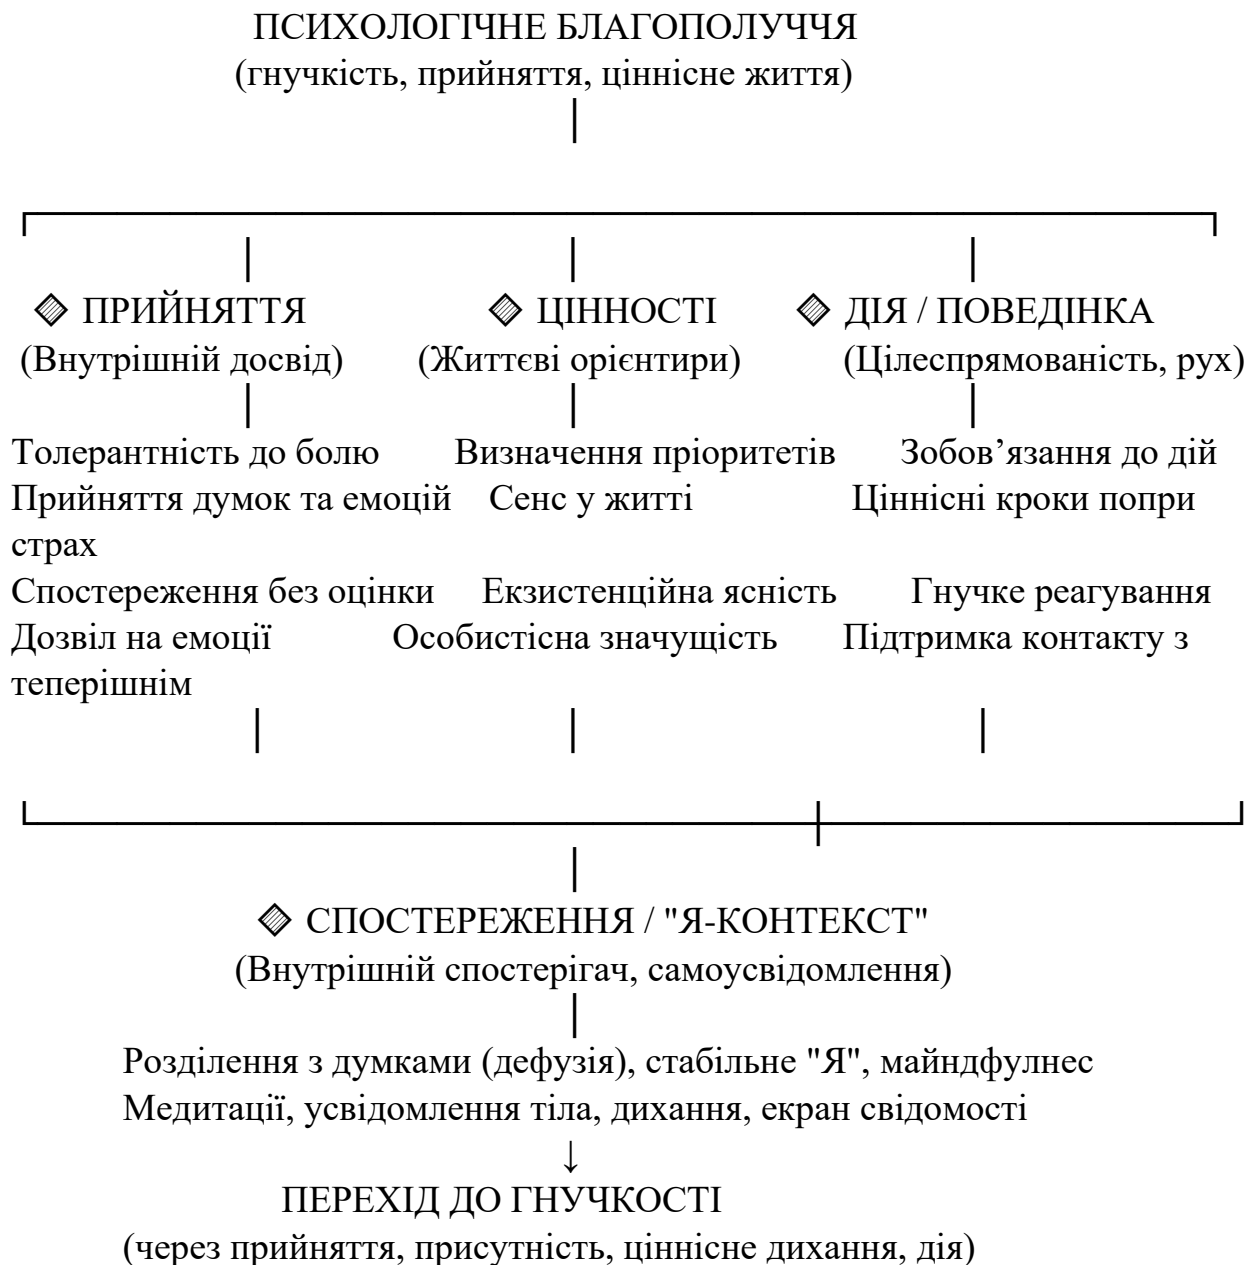 ПСИХОЛОГІЧНЕ БЛАГОПОЛУЧЧЯ
(гнучкість, прийняття, ціннісне життя)
ПРИЙНЯТТЯ ЦІННОСТІ ДІЯ / ПОВЕДІНКА
(Внутрішній досвід) (Життєві орієнтири) (Цілеспрямованість, рух)
Толерантність до болю Визначення пріоритетів Зобов’язання до дій
Прийняття думок та емоцій Сенс у житті Ціннісні кроки попри
страх
Спостереження без оцінки Екзистенційна ясність Гнучке реагування
Дозвіл на емоції Особистісна значущість Підтримка контакту з
теперішнім
СПОСТЕРЕЖЕННЯ / "Я-КОНТЕКСТ"
(Внутрішній спостерігач, самоусвідомлення)
Розділення з думками (дефузія), стабільне "Я", майндфулнес
Медитації, усвідомлення тіла, дихання, екран свідомості
↓
ПЕРЕХІД ДО ГНУЧКОСТІ
(через прийняття, присутність, ціннісне дихання, дія)